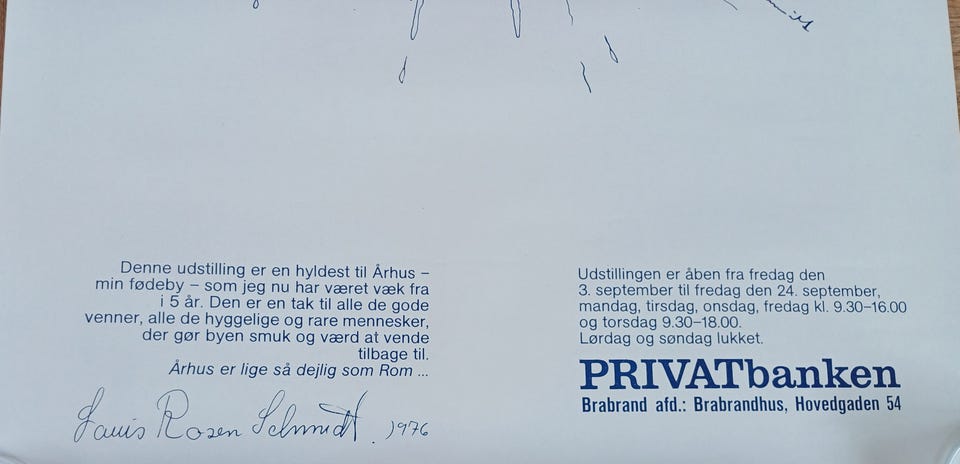 Denne udstilling er en hyldest til Århus –
min fødeby – som jeg nu har været væk fra
i 5 år. Den er en tak til alle de gode
venner, alle de hyggelige og rare mennesker,
der gør byen smuk og værd at vende
tilbage til.
Århus er lige så dejlig som Rom ...
Rosen Schmidt. 1976
Udstillingen er åben fra fredag den
3. september til fredag den 24. september,
mandag, tirsdag, onsdag, fredag kl. 9.30–16.00
og torsdag 9.30–18.00.
Lørdag og søndag lukket.
PRIVATbanken
Brabrand afd.: Brabrandhus, Hovedgaden 54